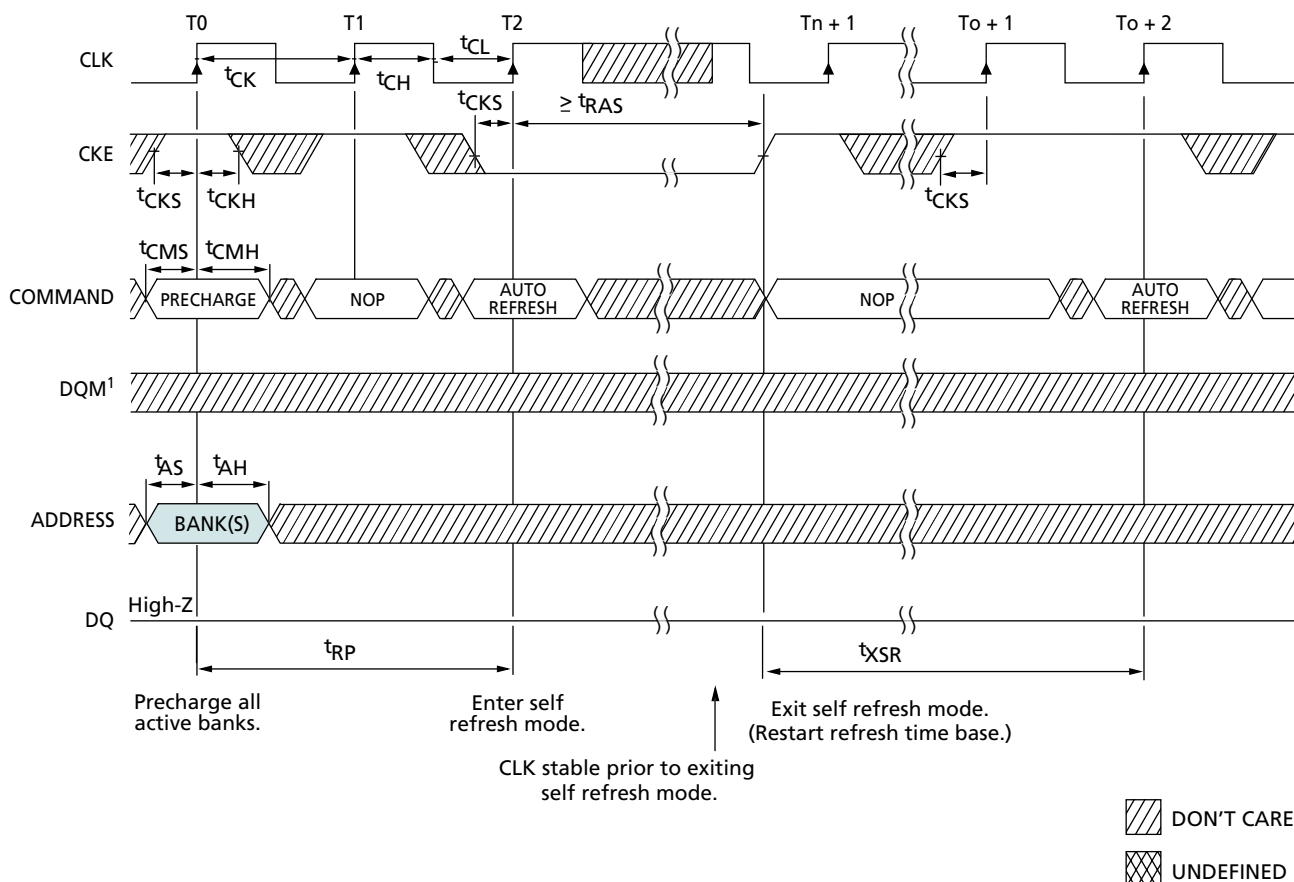 T0 T1 T2 Tn + 1 To + 1 To + 2
CLK
tCK tCH tCL
tCKS ≥ tRAS
CKE
tCKS tCKH tCKS
tCMS tCMH
COMMAND PRECHARGE NOP AUTO REFRESH NOP AUTO REFRESH
DQM1
tAS tAH
ADDRESS BANK(S)
High-Z
DQ
tRP tXSR
Precharge all
active banks.
Enter self
refresh mode.
Exit self refresh mode.
(Restart refresh time base.)
CLK stable prior to exiting
self refresh mode.
DON'T CARE
UNDEFINED